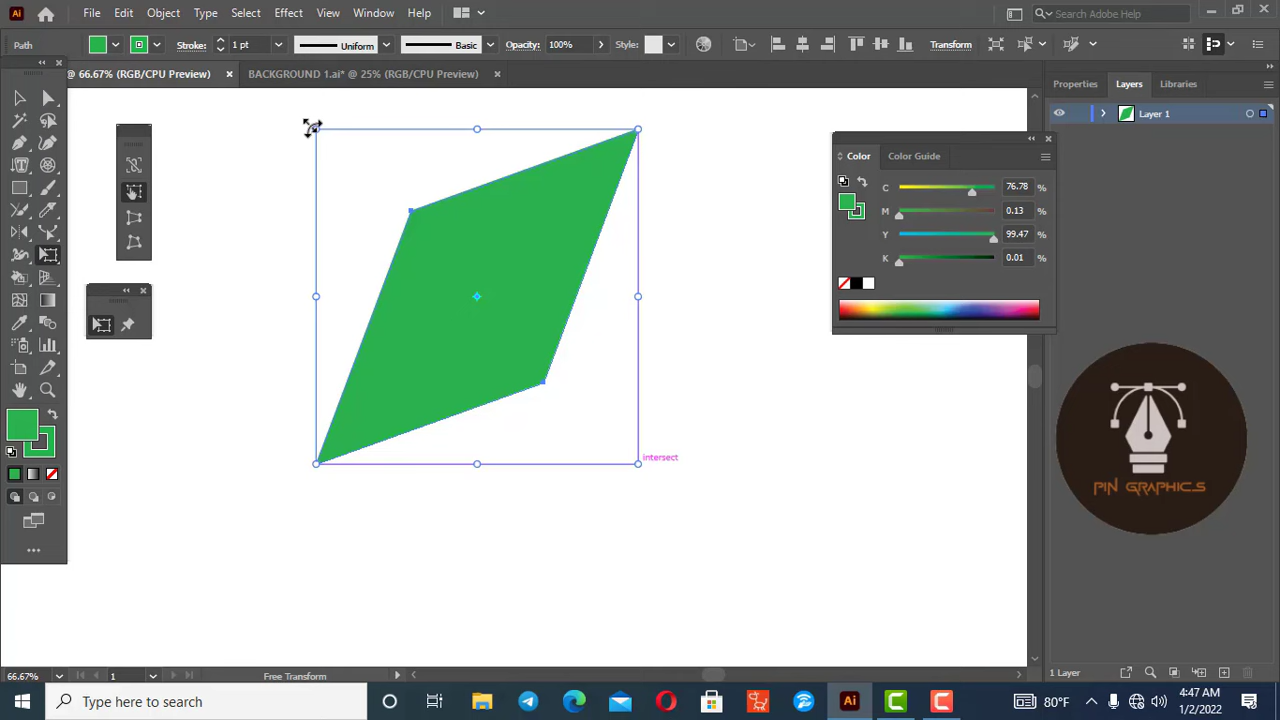 Ai File Edit Object Type Select Effect View Window Help Search Adobe Help
Path Stroke: 1 pt Uniform Basic Opacity: 100% Style: Transform
@ 66.67% (RGB/CPU Preview) × BACKGROUND 1.ai* @ 25% (RGB/CPU Preview) ×
Properties Layers Libraries
Layer 1
Color Color Guide
C 76.78 %
M 0.13 %
Y 99.47 %
K 0.01 %
intersect
PIN GRAPHICS
66.67% 1 Free Transform
1 Layer
Type here to search
Ai
80°F
4:47 AM
1/2/2022